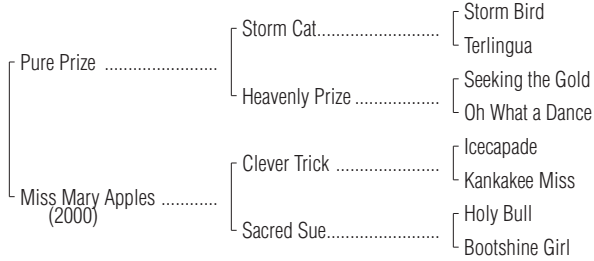 Storm Bird
Storm Cat..............................
Terlingua
Pure Prize ...........................
Seeking the Gold
Heavenly Prize ....................
Oh What a Dance
Icecapade
Clever Trick .........................
Kankakee Miss
Miss Mary Apples .............
(2000)
Holy Bull
Sacred Sue...........................
Bootshine Girl